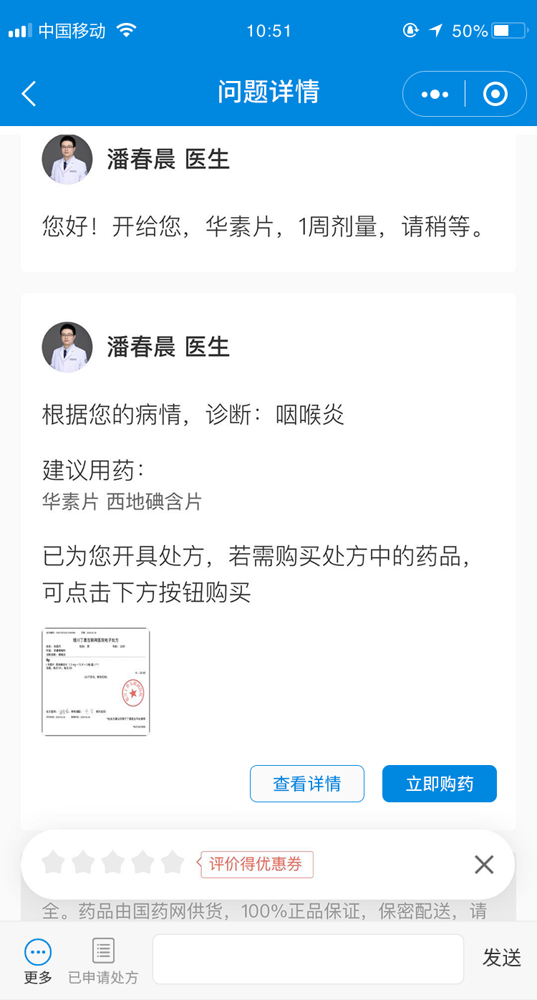 中国移动
10:51
50%
问题详情
潘春晨 医生
您好！开给您，华素片，1周剂量，请稍等。
潘春晨 医生
根据您的病情，诊断：咽喉炎
建议用药：
华素片 西地碘含片
已为您开具处方，若需购买处方中的药品，
可点击下方按钮购买
银川丁香互联网医院电子处方
查看详情
立即购药
评价得优惠券
全。药品由国药网供货，100%正品保证，保密配送，请
更多
已申请处方
发送